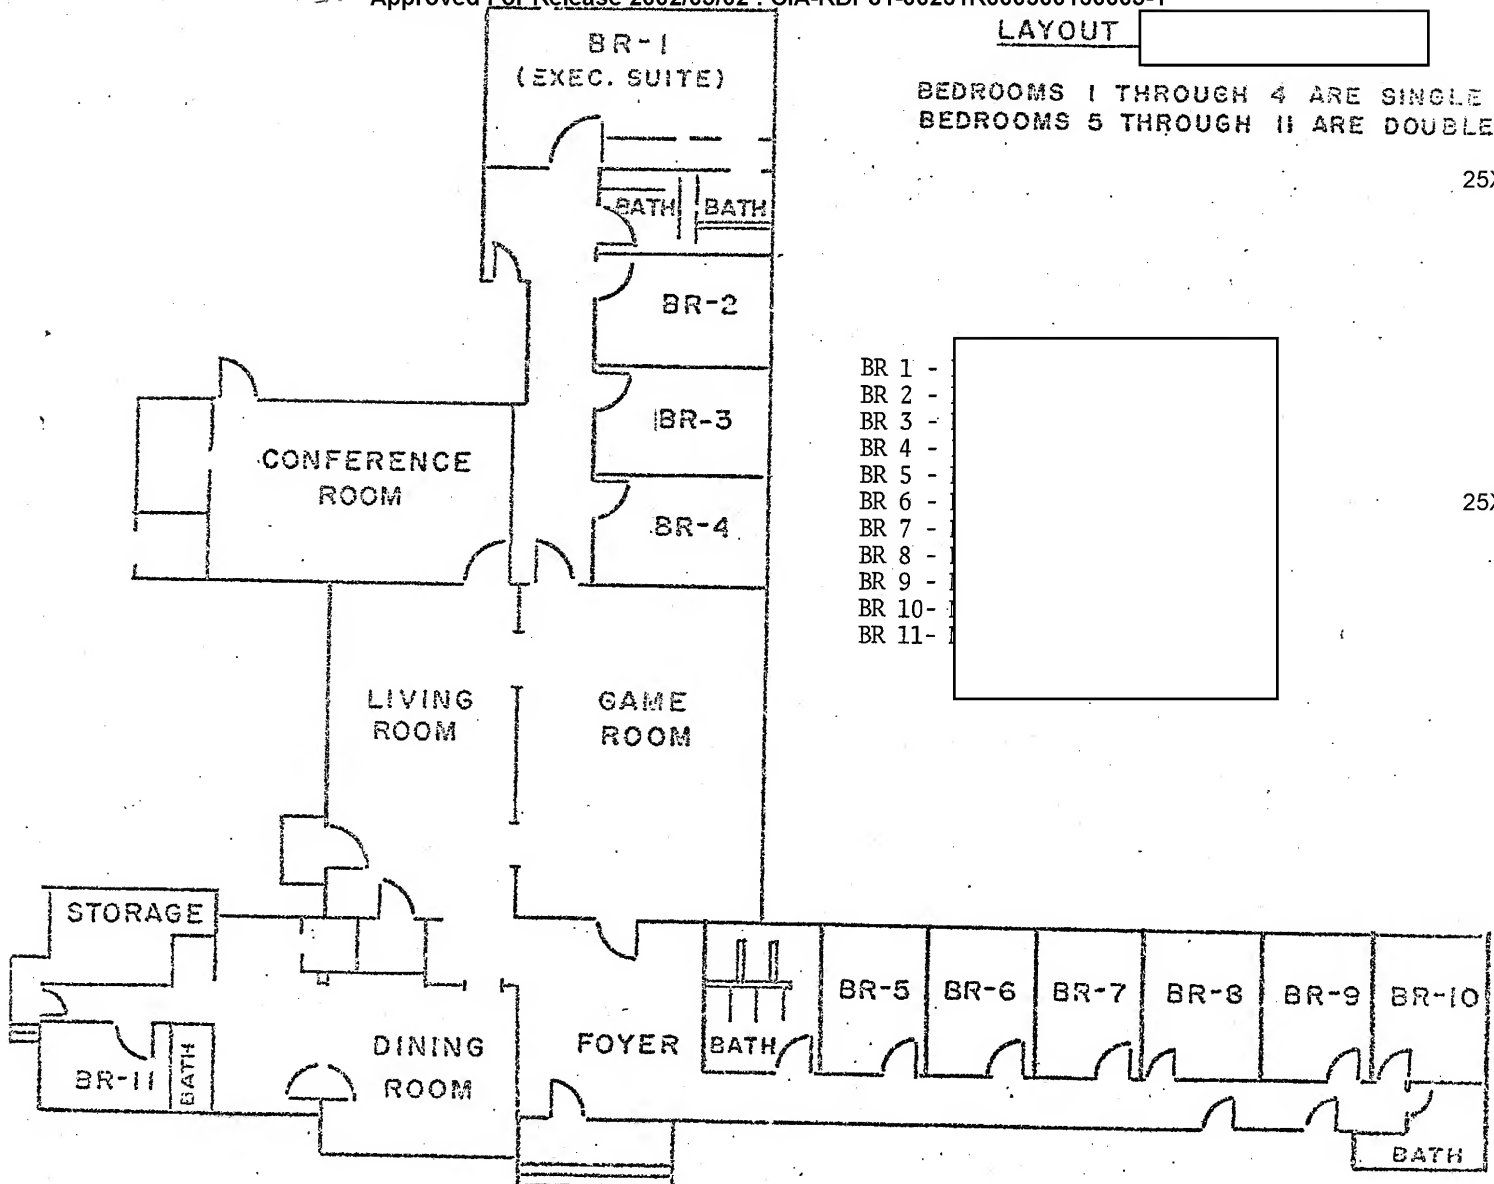 LAYOUT
BEDROOMS 1 THROUGH 4 ARE SINGLE
BEDROOMS 5 THROUGH 11 ARE DOUBLE
BR-1
(EXEC. SUITE)
BATH
BATH
BR-2
BR-3
BR-4
CONFERENCE
ROOM
BR 1 -
BR 2 -
BR 3 -
BR 4 -
BR 5 -
BR 6 -
BR 7 -
BR 8 -
BR 9 -
BR 10-
BR 11-
LIVING
ROOM
GAME
ROOM
STORAGE
BR-11
BATH
DINING
ROOM
FOYER
BATH
BR-5
BR-6
BR-7
BR-8
BR-9
BR-10
BATH